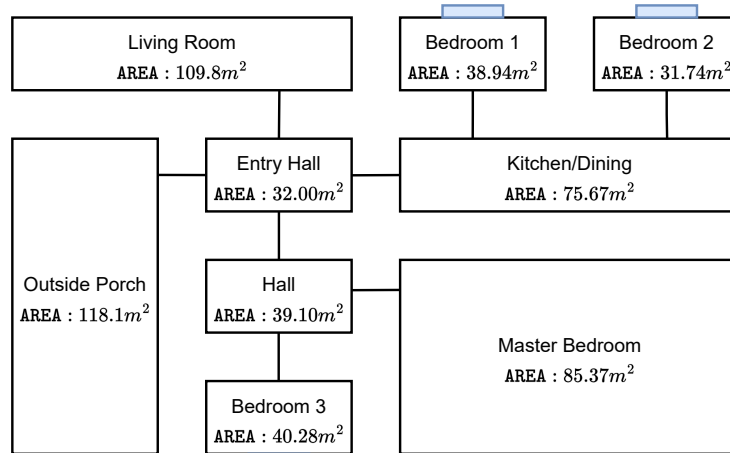 Living Room
AREA : 109.8m²
Bedroom 1
AREA : 38.94m²
Bedroom 2
AREA : 31.74m²
Entry Hall
AREA : 32.00m²
Kitchen/Dining
AREA : 75.67m²
Outside Porch
AREA : 118.1m²
Hall
AREA : 39.10m²
Master Bedroom
AREA : 85.37m²
Bedroom 3
AREA : 40.28m²